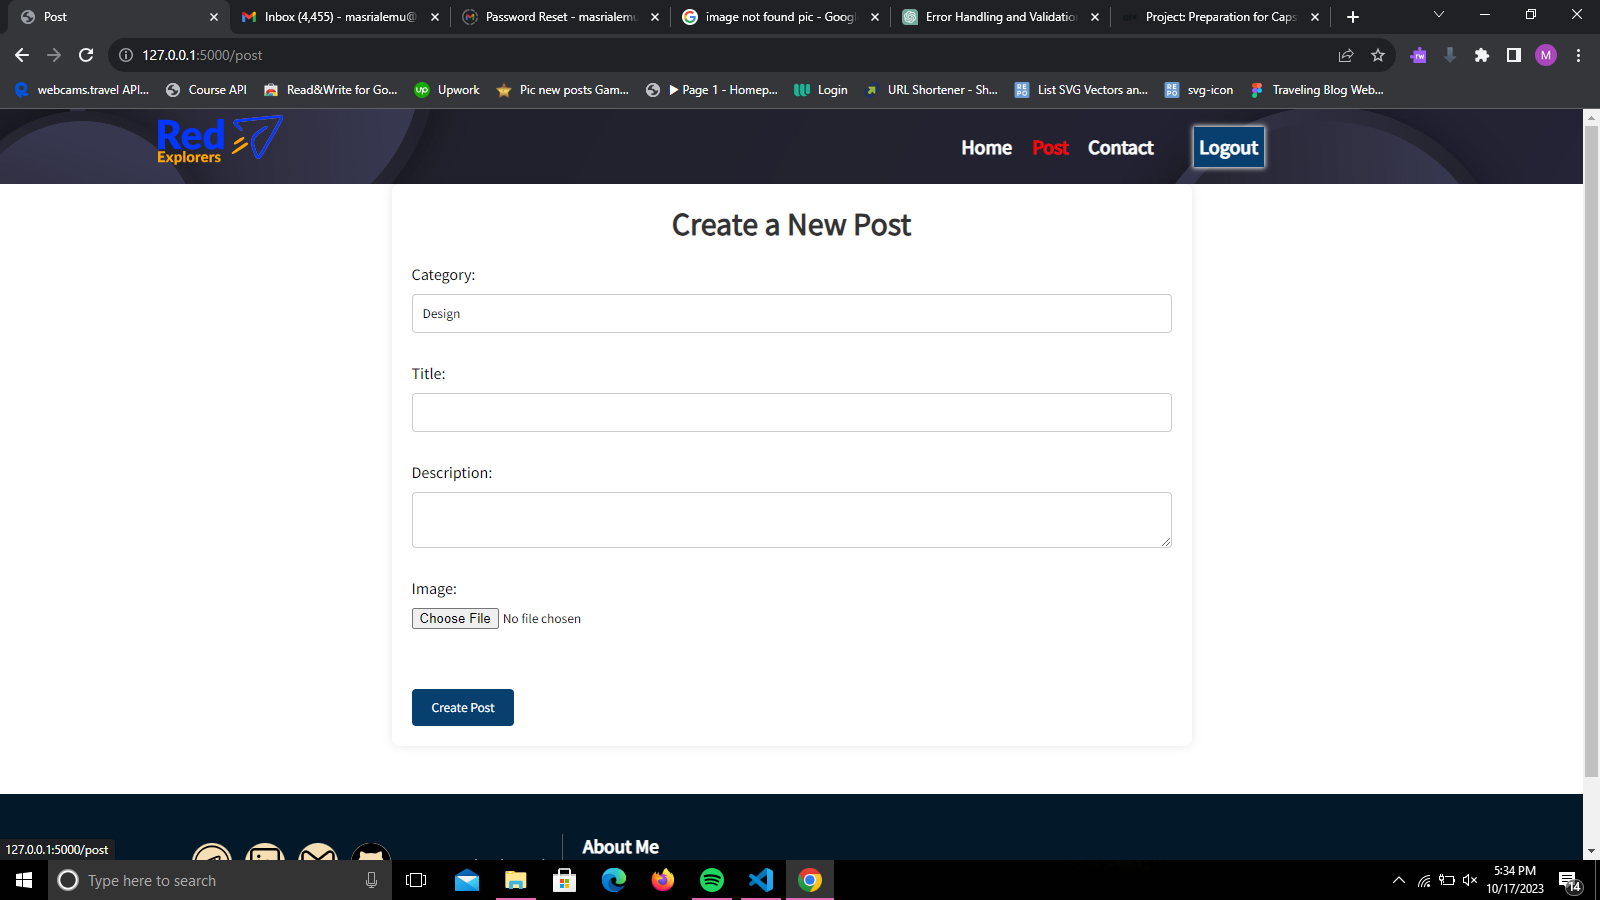 Post
Inbox (4,455) - masrialemu@
Password Reset - masrialemu
image not found pic - Google
Error Handling and Validation
Project: Preparation for Caps
127.0.0.1:5000/post
M
webcams.travel API...
Course API
Read&Write for Go...
up
Upwork
Pic new posts Gam...
▶ Page 1 - Homep...
Login
URL Shortener - Sh...
REPO
List SVG Vectors an...
REPO
svg-icon
Traveling Blog Web...
Red
Explorers
Home
Post
Contact
Logout
Create a New Post
Category:
Design
Title:
Description:
Image:
Choose File No file chosen
Create Post
About Me
127.0.0.1:5000/post
Type here to search
5:34 PM
10/17/2023
14